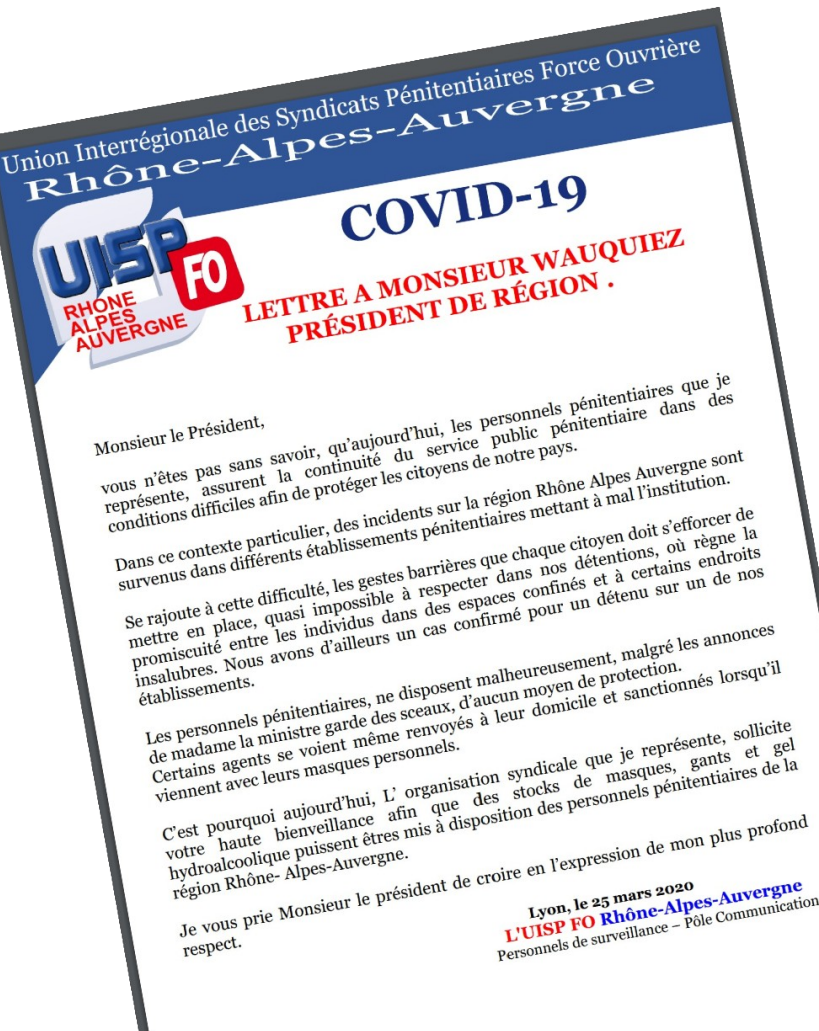 Union Interrégionale des Syndicats Pénitentiaires Force Ouvrière
Rhône-Alpes-Auvergne
UISP
FO
RHONE
ALPES
AUVERGNE
COVID-19
LETTRE A MONSIEUR WAUQUIEZ
PRÉSIDENT DE RÉGION .
Monsieur le Président,
vous n'êtes pas sans savoir, qu'aujourd'hui, les personnels pénitentiaires que je
représente, assurent la continuité du service public pénitentiaire dans des
conditions difficiles afin de protéger les citoyens de notre pays.
Dans ce contexte particulier, des incidents sur la région Rhône Alpes Auvergne sont
survenus dans différents établissements pénitentiaires mettant à mal l'institution.
Se rajoute à cette difficulté, les gestes barrières que chaque citoyen doit s'efforcer de
mettre en place, quasi impossible à respecter dans nos détentions, où règne la
promiscuité entre les individus dans des espaces confinés et à certains endroits
insalubres. Nous avons d'ailleurs un cas confirmé pour un détenu sur un de nos
établissements.
Les personnels pénitentiaires, ne disposent malheureusement, malgré les annonces
de madame la ministre garde des sceaux, d'aucun moyen de protection.
Certains agents se voient même renvoyés à leur domicile et sanctionnés lorsqu'il
viennent avec leurs masques personnels.
C'est pourquoi aujourd'hui, L' organisation syndicale que je représente, sollicite
votre haute bienveillance afin que des stocks de masques, gants et gel
hydroalcoolique puissent êtres mis à disposition des personnels pénitentiaires de la
région Rhône- Alpes-Auvergne.
Je vous prie Monsieur le président de croire en l'expression de mon plus profond
respect.
Lyon, le 25 mars 2020
L'UISP FO Rhône-Alpes-Auvergne
Personnels de surveillance – Pôle Communication